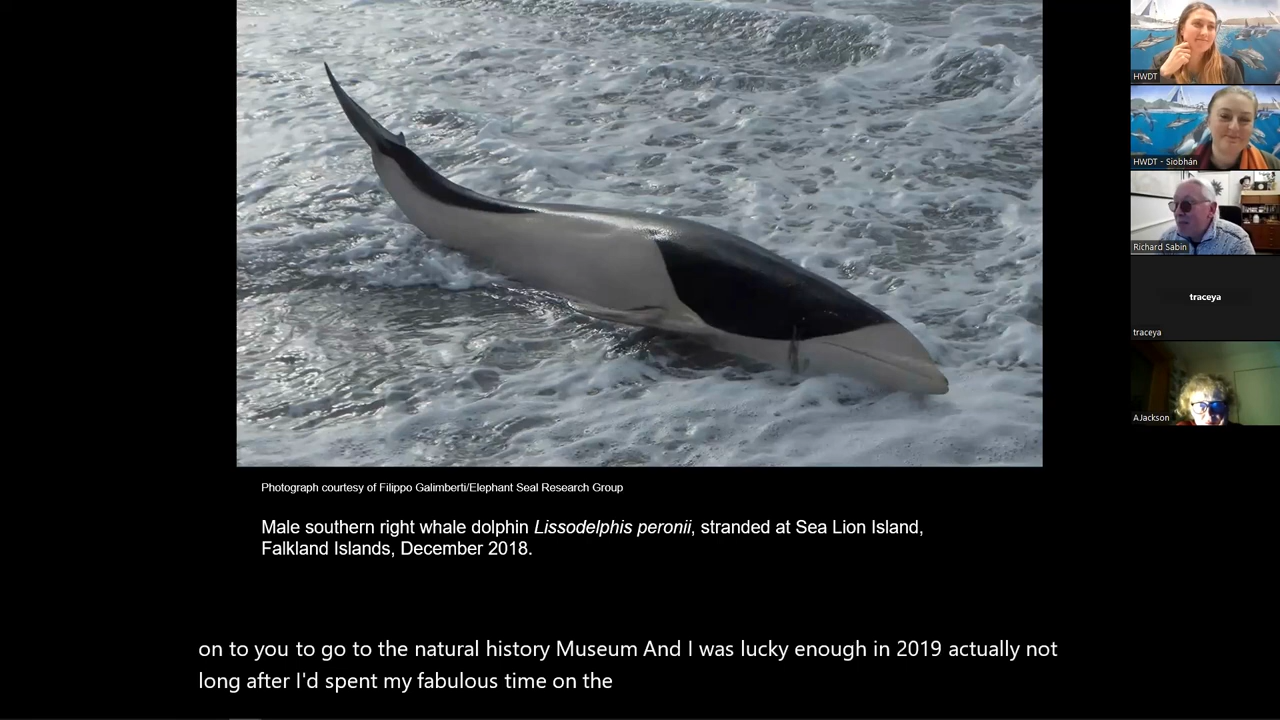 HWDT
HWDT - Siobhán
Richard Sabin
traceya
traceya
AJackson
Photograph courtesy of Filippo Galimberti/Elephant Seal Research Group
Male southern right whale dolphin Lissodelphis peronii, stranded at Sea Lion Island,
Falkland Islands, December 2018.
on to you to go to the natural history Museum And I was lucky enough in 2019 actually not
long after I'd spent my fabulous time on the